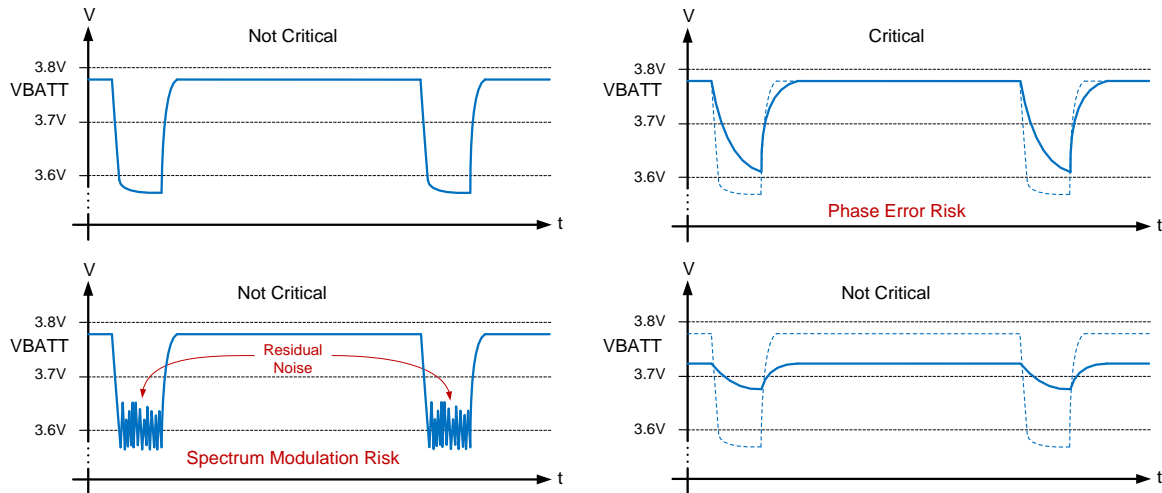 V
Not Critical
3.8V
VBATT
3.7V
3.6V
t
V
Critical
3.8V
VBATT
3.7V
3.6V
Phase Error Risk
t
V
Not Critical
3.8V
VBATT
Residual
Noise
3.7V
3.6V
Spectrum Modulation Risk
t
V
Not Critical
3.8V
VBATT
3.7V
3.6V
t